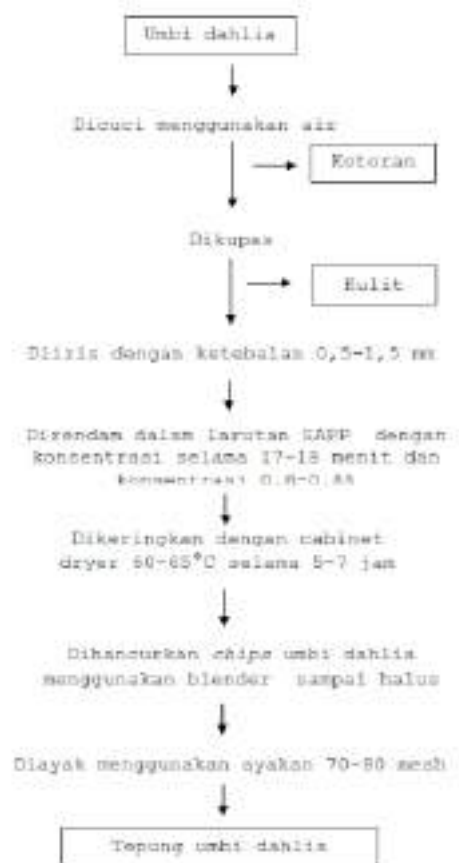 Umbi dahlia
Dicuci menggunakan air
Kotoran
Dikupas
Kulit
Diiris dengan ketebalan 0,5-1,5 mm
Direndam dalam larutan SAPP dengan
konsentrasi selama 17-18 menit dan
konsentrasi
Dikeringkan dengan cabinet
dryer 60-65°C selama 5-7 jam
Dihancurkan chips umbi dahlia
menggunakan blender sampai halus
Diayak menggunakan ayakan 70-80 mesh
Tepung umbi dahlia